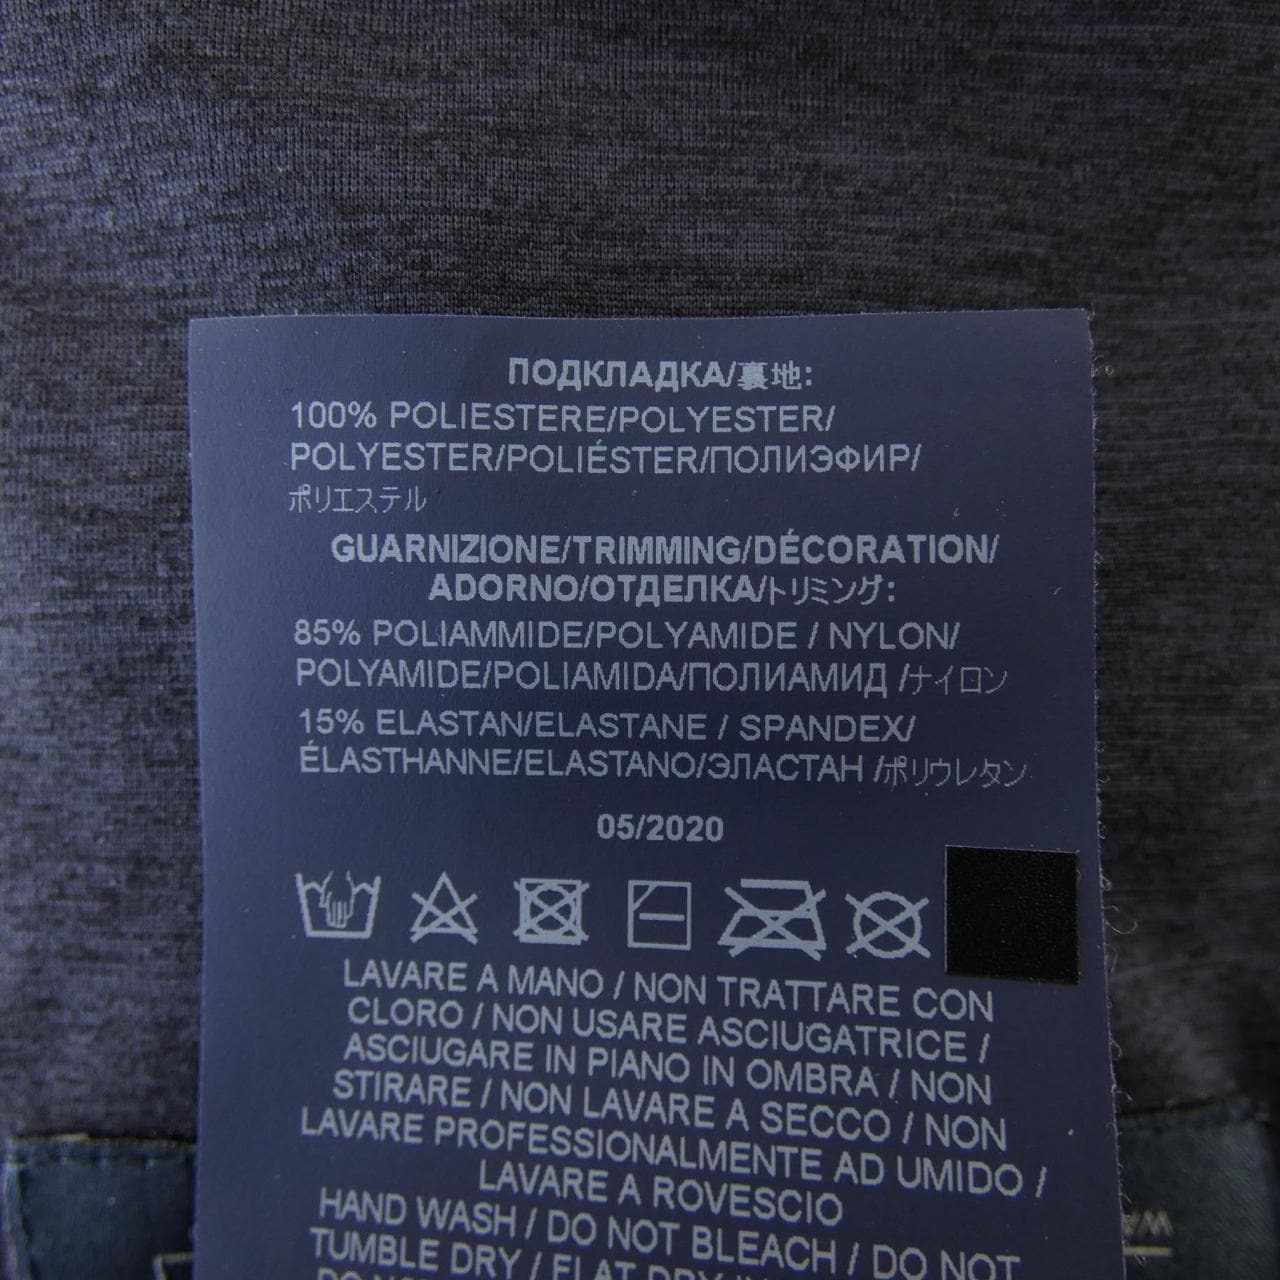 ПОДКЛАДКА/裏地:
100% POLIESTERE/POLYESTER/
POLYESTER/POLIÉSTER/ПОЛИЭФИР/
ポリエステル
GUARNIZIONE/TRIMMING/DÉCORATION/
ADORNO/ОТДЕЛКА/トリミング:
85% POLIAMMIDE/POLYAMIDE / NYLON/
POLYAMIDE/POLIAMIDA/ПОЛИАМИД /ナイロン
15% ELASTAN/ELASTANE / SPANDEX/
ÉLASTHANNE/ELASTANO/ЭЛАСТАН /ポリウレタン
05/2020
LAVARE A MANO / NON TRATTARE CON
CLORO / NON USARE ASCIUGATRICE /
ASCIUGARE IN PIANO IN OMBRA / NON
STIRARE / NON LAVARE A SECCO / NON
LAVARE PROFESSIONALMENTE AD UMIDO /
LAVARE A ROVESCIO
HAND WASH / DO NOT BLEACH / DO NOT
TUMBLE DRY / FLAT DRY